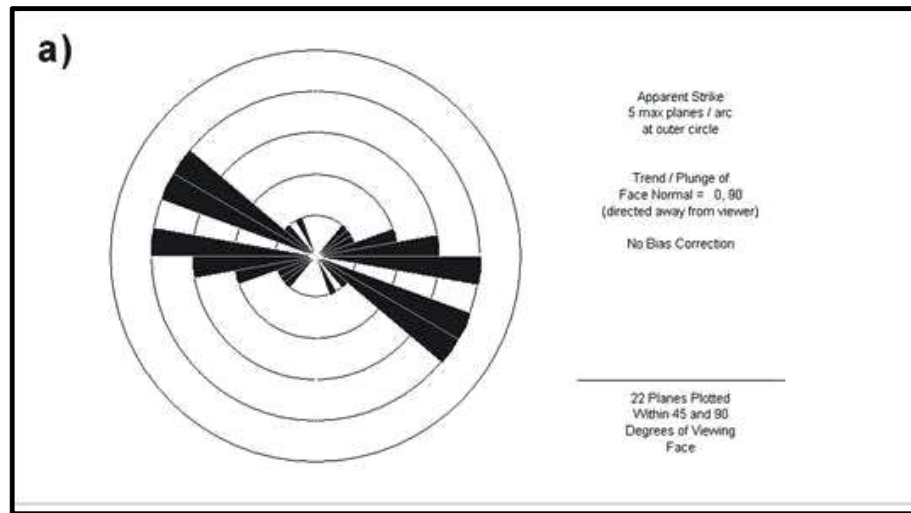 a)
Apparent Strike
5 max planes / arc
at outer circle
Trend / Plunge of
Face Normal = 0, 90
(directed away from viewer)
No Bias Correction
22 Planes Plotted
Within 45 and 90
Degrees of Viewing
Face